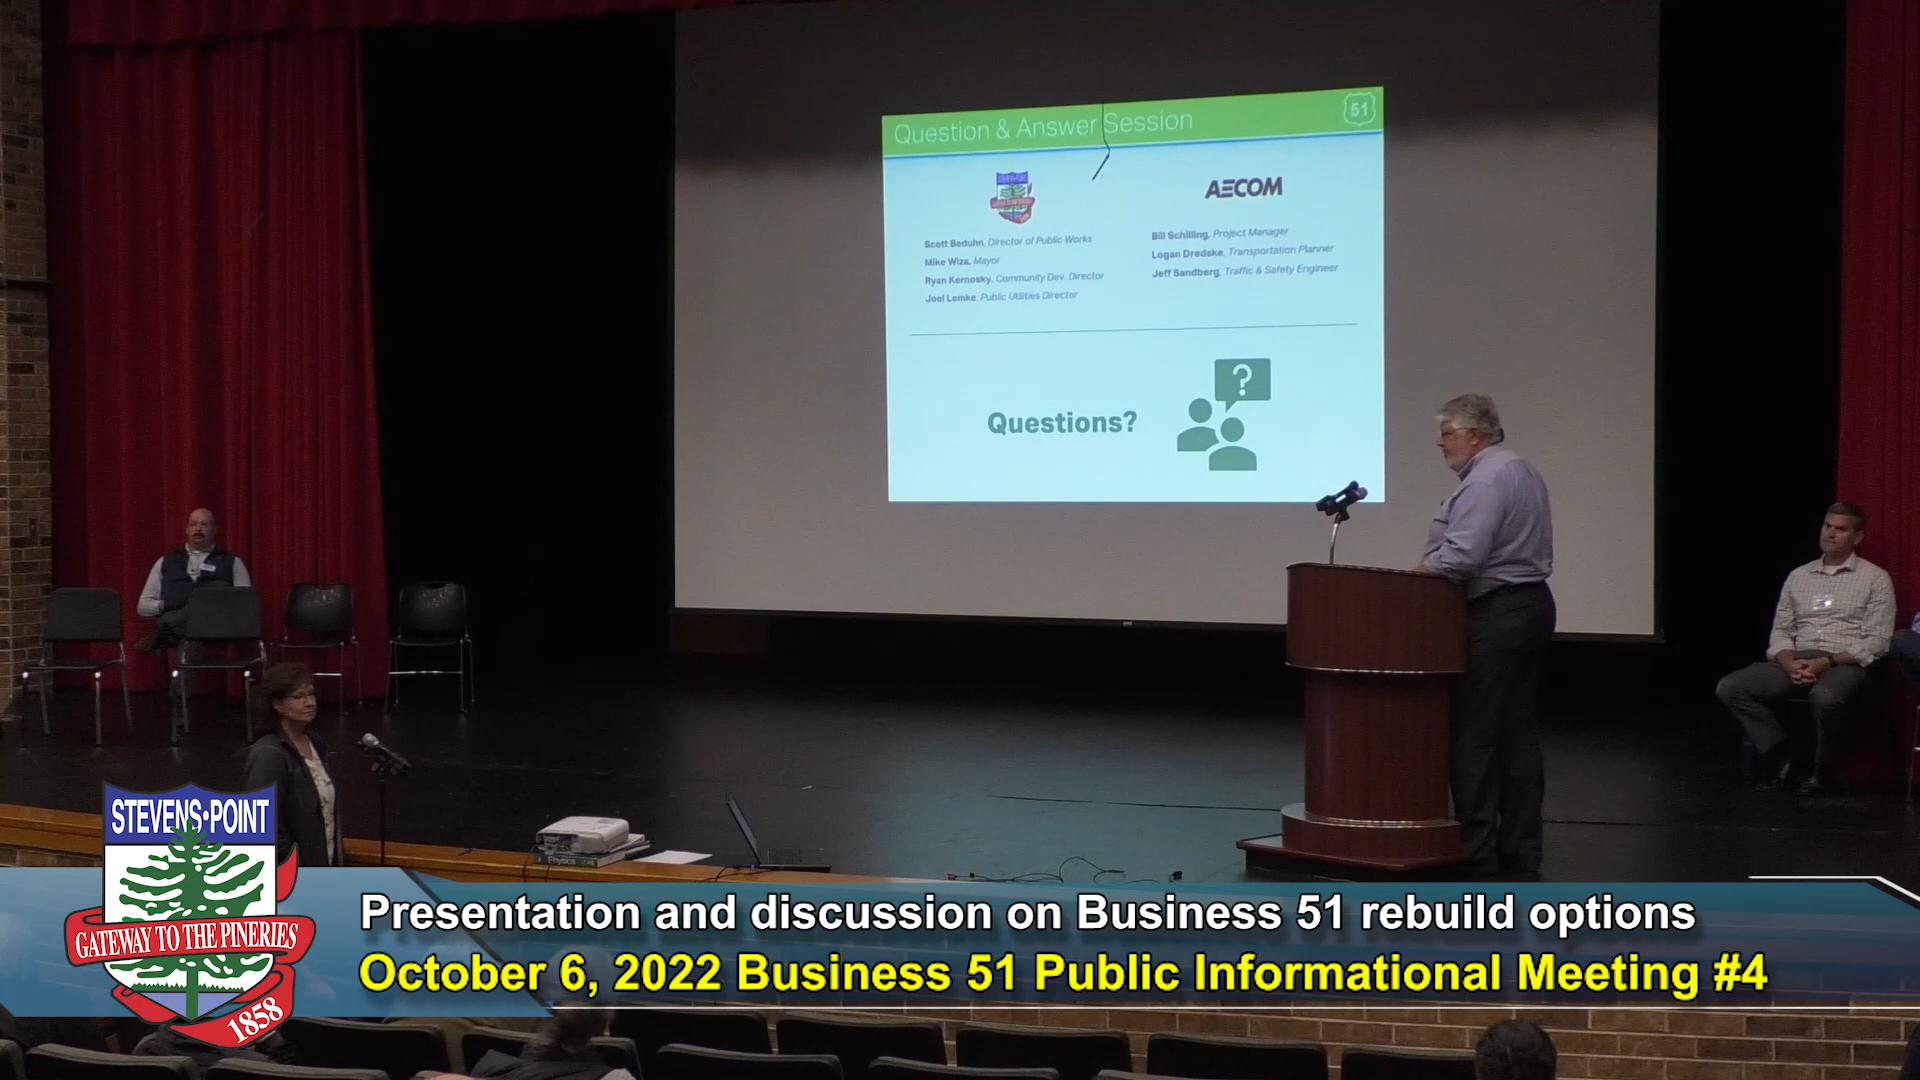 Question & Answer Session
51
AECOM
Scott Beduhn, Director of Public Works
Mike Wiza, Mayor
Ryan Kernosky, Community Dev. Director
Joel Lemke, Public Utilities Director
Bill Schilling, Project Manager
Logan Dredske, Transportation Planner
Jeff Sandberg, Traffic & Safety Engineer
Questions?
?
Physics
STEVENS•POINT
GATEWAY TO THE PINERIES
1858
Presentation and discussion on Business 51 rebuild options
October 6, 2022 Business 51 Public Informational Meeting #4